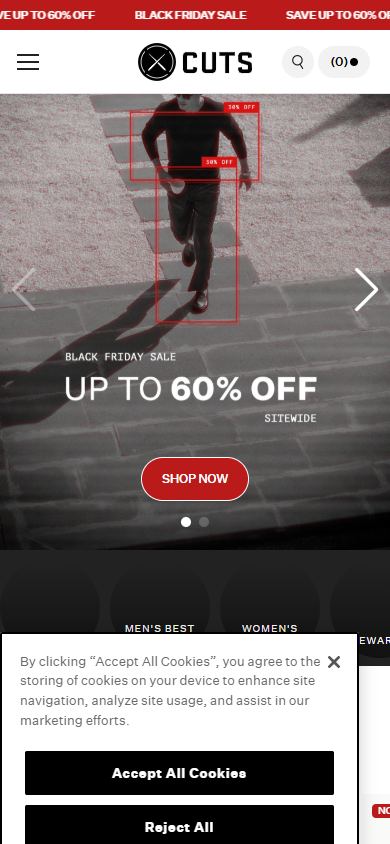 VE UP TO 60% OFF BLACK FRIDAY SALE SAVE UP TO 60% OF
CUTS (0)
30% OFF
30% OFF
BLACK FRIDAY SALE
UP TO 60% OFF
SITEWIDE
SHOP NOW
MEN'S BEST WOMEN'S
EWAR
By clicking “Accept All Cookies”, you agree to the
storing of cookies on your device to enhance site
navigation, analyze site usage, and assist in our
marketing efforts.
Accept All Cookies
NO
Reject All